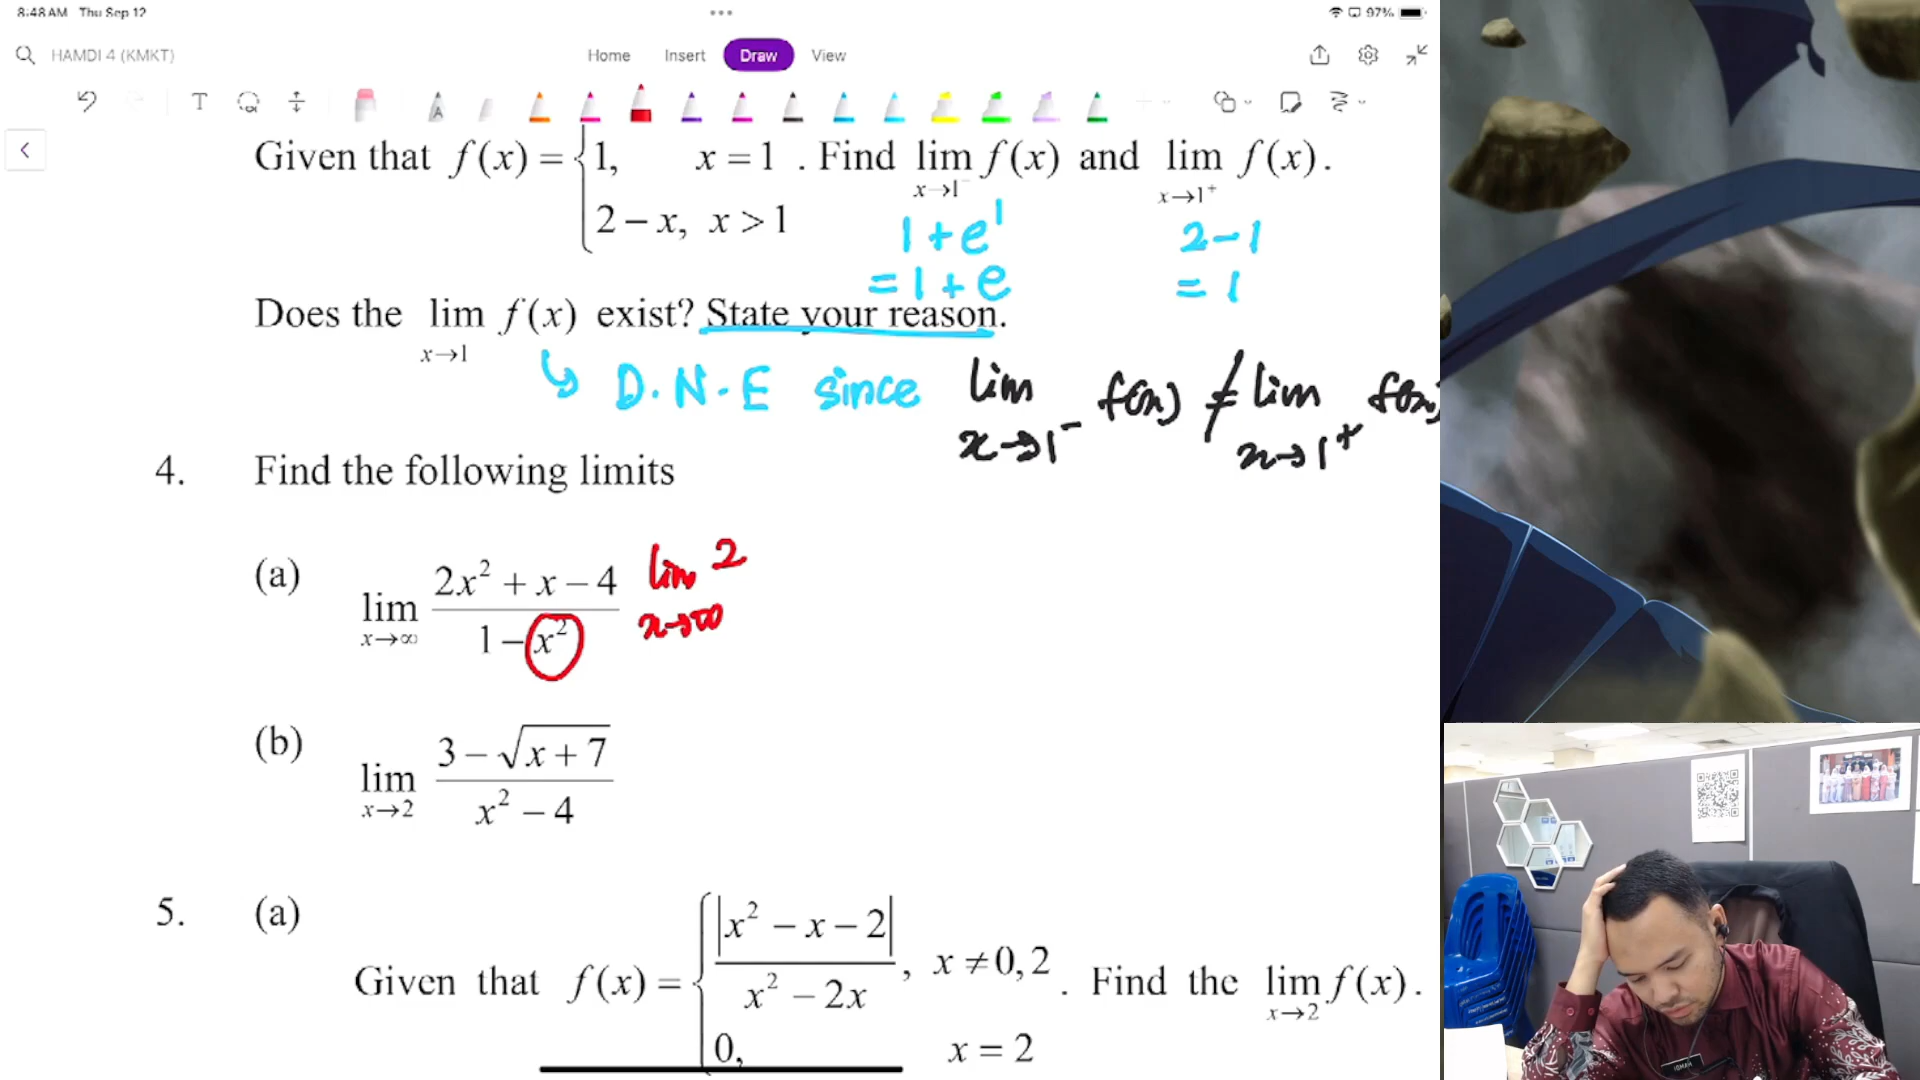 8:48 AM Thu Sep 12
97%
HAMDI 4 (KMKT)
Home Insert Draw View
Given that f(x) = { 1, x = 1 . Find lim x→1⁻ f(x) and lim x→1⁺ f(x).
2 − x, x > 1
1 + e¹ 2 − 1
= 1 + e = 1
Does the lim x→1 f(x) exist? State your reason.
↳ D.N.E since lim x→1⁻ f(x) ≠ lim x→1⁺ f(x)
4. Find the following limits
(a) lim x→∞ (2x² + x − 4)/(1 − x²) lim x→∞ 2
(b) lim x→2 (3 − √(x + 7))/(x² − 4)
5. (a) Given that f(x) = { |x² − x − 2|/(x² − 2x), x ≠ 0, 2 . Find the lim x→2 f(x).
0, x = 2